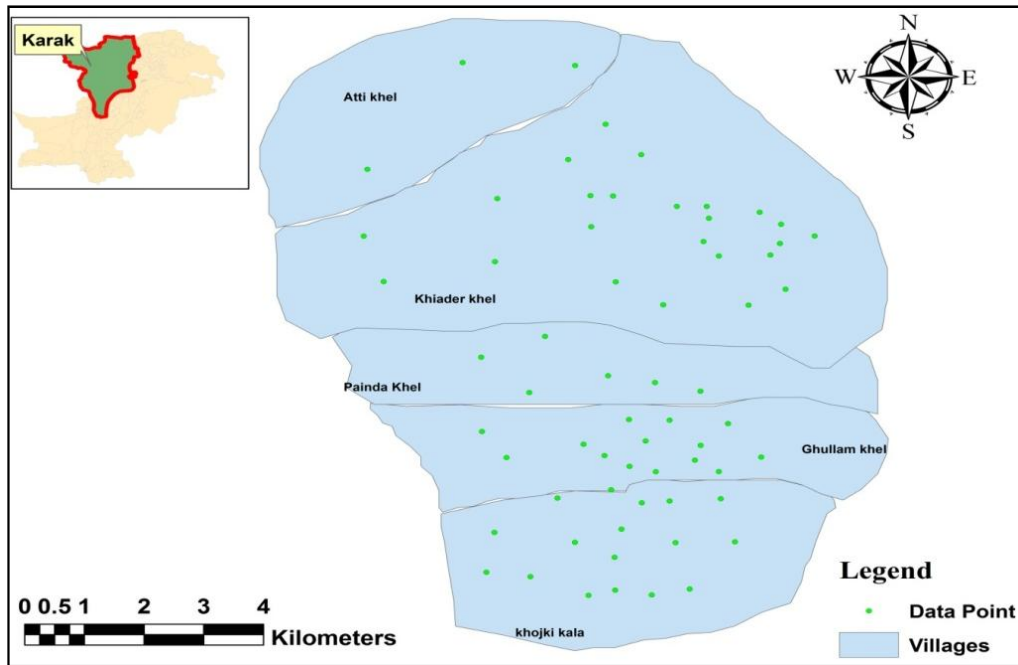 Karak
N
W E
S
Atti khel
Khiader khel
Painda Khel
Ghullam khel
khojki kala
0 0.5 1 2 3 4
Kilometers
Legend
Data Point
Villages